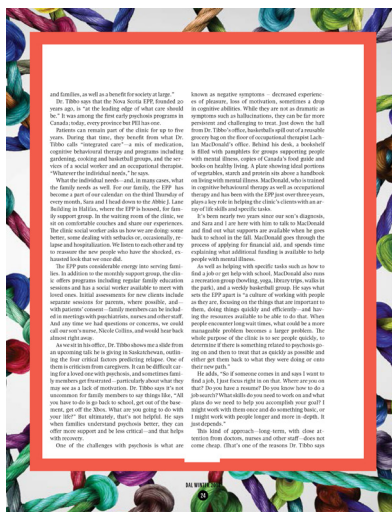 and families, as well as a benefit for society at large."
Dr. Tibbo says that the Nova Scotia EPP, founded 20
years ago, is "at the leading edge of what care should
be." It was among the first early psychosis programs in
Canada; today, every province but PEI has one.
Patients can remain part of the clinic for up to five
years. During that time, they benefit from what Dr.
Tibbo calls "integrated care"—a mix of medication,
cognitive behavioural therapy and programs including
gardening, cooking and basketball groups, and the ser-
vices of a social worker and an occupational therapist.
"Whatever the individual needs," he says.
What the individual needs—and, in many cases, what
the family needs as well. For our family, the EPP has
become a part of our calendar on the third Tuesday of
every month, Sara and I head down to the Abbie J. Lane
Building in Halifax, where the EPP is housed, for fam-
ily support group. In the waiting room of the clinic, we
sit on comfortable couches and share our experiences.
The clinic social worker asks us how we are doing: some
better, some dealing with setbacks or, occasionally, re-
lapse and hospitalization. We listen to each other and try
to reassure the new people who have the shocked, ex-
hausted look that we once did.
The EPP puts considerable energy into serving fami-
lies. In addition to the monthly support group, the clin-
ic offers programs including regular family education
sessions and has a social worker available to meet with
loved ones. Initial assessments for new clients include
separate sessions for parents, where possible, and—
with patients' consent—family members can be includ-
ed in meetings with psychiatrists, nurses and other staff.
And any time we had questions or concerns, we could
call our son's nurse, Nicole Collins, and would hear back
almost right away.
As we sit in his office, Dr. Tibbo shows me a slide from
an upcoming talk he is giving in Saskatchewan, outlin-
ing the four critical factors predicting relapse. One of
them is criticism from caregivers. It can be difficult car-
ing for a loved one with psychosis, and sometimes fami-
ly members get frustrated—particularly about what they
may see as a lack of motivation. Dr. Tibbo says it's not
uncommon for family members to say things like, "All
you have to do is go back to school, get out of the base-
ment, get off the Xbox. What are you going to do with
your life?" But ultimately, that's not helpful. He says
when families understand psychosis better, they can
offer more support and be less critical—and that helps
with recovery.
One of the challenges with psychosis is what are
known as negative symptoms – decreased experienc-
es of pleasure, loss of motivation, sometimes a drop
in cognitive abilities. While they are not as dramatic as
symptoms such as hallucinations, they can be far more
persistent and challenging to treat. Just down the hall
from Dr. Tibbo's office, basketballs spill out of a reusable
grocery bag on the floor of occupational therapist Lach-
lan MacDonald's office. Behind his desk, a bookshelf
is filled with pamphlets for groups supporting people
with mental illness, copies of Canada's food guide and
books on healthy living. A plate showing ideal portions
of vegetables, starch and protein sits above a handbook
on living with mental illness. MacDonald, who is trained
in cognitive behavioural therapy as well as occupational
therapy and has been with the EPP just over three years,
plays a key role in helping the clinic's clients with an ar-
ray of life skills and specific tasks.
It's been nearly two years since our son's diagnosis,
and Sara and I are here with him to talk to MacDonald
and find out what supports are available when he goes
back to school in the fall. MacDonald goes through the
process of applying for financial aid, and spends time
explaining what additional funding is available to help
people with mental illness.
As well as helping with specific tasks such as how to
find a job or get help with school, MacDonald also runs
a recreation group (bowling, yoga, library trips, walks in
the park), and a weekly basketball group. He says what
sets the EPP apart is "a culture of working with people
as they are, focusing on the things that are important to
them, doing things quickly and efficiently—and hav-
ing the resources available to be able to do that. When
people encounter long wait times, what could be a more
manageable problem becomes a larger problem. The
whole purpose of the clinic is to see people quickly, to
determine if there is something related to psychosis go-
ing on and then to treat that as quickly as possible and
either get them back to what they were doing or onto
their new path."
He adds, "So if someone comes in and says I want to
find a job, I just focus right in on that. Where are you on
that? Do you have a resume? Do you know how to do a
job search? What skills do you need to work on and what
plans do we need to help you accomplish your goal? I
might work with them once and do something basic, or
I might work with people longer and more in-depth. It
just depends."
This kind of approach—long-term, with close at-
tention from doctors, nurses and other staff—does not
come cheap. (That's one of the reasons Dr. Tibbo says
DAL WINTER
24